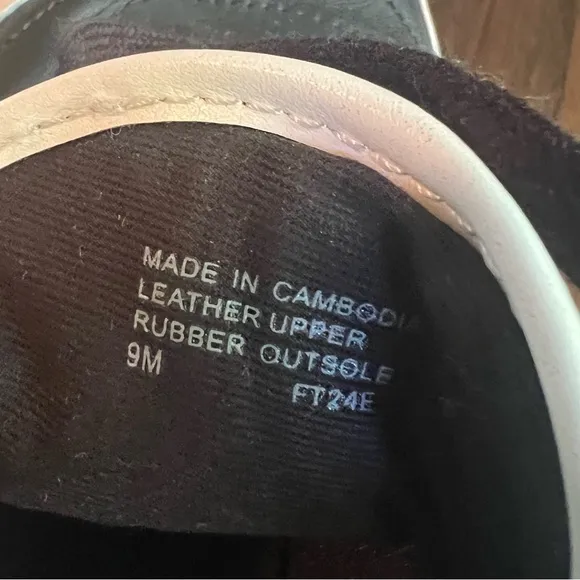 MADE IN CAMBODIA
LEATHER UPPER
RUBBER OUTSOLE
9M
FT24E